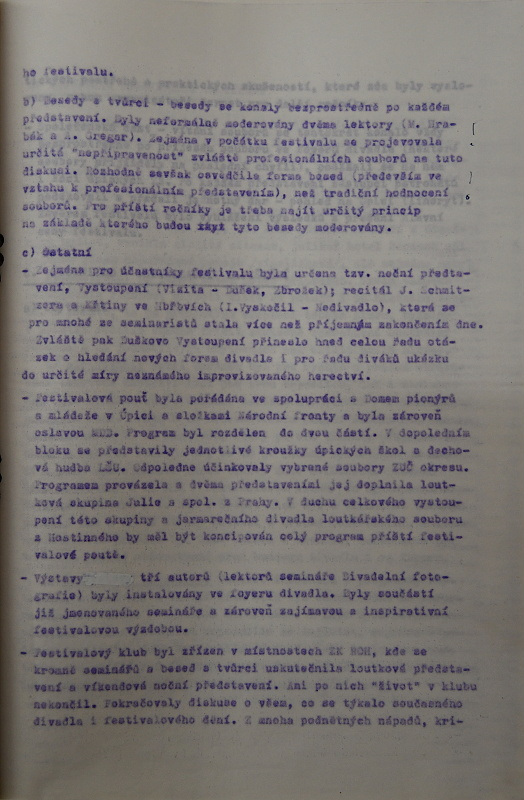 ho festivalu.
b) Besedy s tvůrci - besedy se konaly bezprostředně po každém
představení. Byly neformálně moderovány dvěma lektory (M. Hra-
bák a K. Gregor). Zejména v počátku festivalu se projevovala
určitá "nepřipravenost" zvláště profesionálních souborů na tuto
diskusi. Rozhodně se však osvědčila forma besed (především ve
vztahu k profesionálním představením), než tradiční hodnocení
souborů. Pro příští ročníky je třeba najít určitý princip
na základě kterého budou tyto besedy moderovány.
c) Ostatní
- Zejména pro účastníky festivalu byla určena tzv. noční předta-
vení, Vystoupení (Vizita - Dušek, Zbrožek); recitál J. Schmit-
zera a Křtiny ve Hbřbvích (I.Vyskočil - Nedivadlo), která se
pro mnohé ze seminaristů stala více než příjemným zakončením dne.
Zvláště pak Duškovo Vystoupení přineslo hned celou řadu otá-
zek o hledání nových forem divadla i pro řadu diváků ukázku
do určité míry neznámého improvizovaného herectví.
- Festivalová pouť byla pořádána ve spolupráci s Domem pionýrů
a mládeže v Úpici a složkami Národní fronty a byla zároveň
oslavou MDD. Program byl rozdělen do dvou částí. V dopoledním
bloku se představily jednotlivé kroužky úpických škol a decho-
vá hudba LŠU. Odpoledne účinkovaly vybrané soubory ZUČ okresu.
Programem provázela a dvěma představeními jej doplnila lout-
ková skupina Julie a spol. z Prahy. V duchu celkového vystou-
pení této skupiny a jarmarečního divadla loutkářského souboru
z Hostinného by měl být koncipován celý program příští festi-
valové poutě.
- Výstavy tří autorů (lektorů semináře Divadelní foto-
grafie) byly instalovány ve foyeru divadla. Byly součástí
již jmenovaného semináře a zároveň zajímavou a inspirativní
festivalovou výzdobou.
- Festivalový klub byl zřízen v místnostech ZK ROH, kde se
kromě seminářů a besed s tvůrci uskutečnila loutková předsta-
vení a víkendová noční představení. Ani po nich "život" v klubu
nekončil. Pokračovaly diskuse o všem, co se týkalo současného
divadla i festivalového dění. Z mnoha podnětných nápadů, kri-